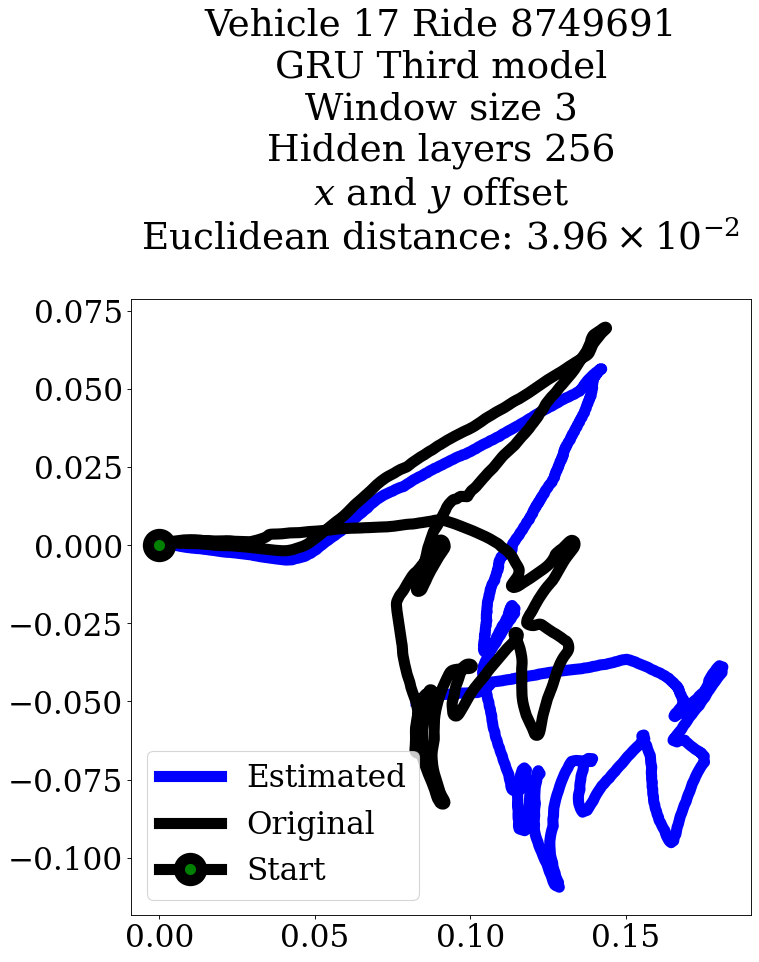 Vehicle 17 Ride 8749691
GRU Third model
Window size 3
Hidden layers 256
x and y offset
Euclidean distance: 3.96 × 10⁻²
0.075
0.050
0.025
0.000
−0.025
−0.050
−0.075
−0.100
Estimated
Original
Start
0.00 0.05 0.10 0.15